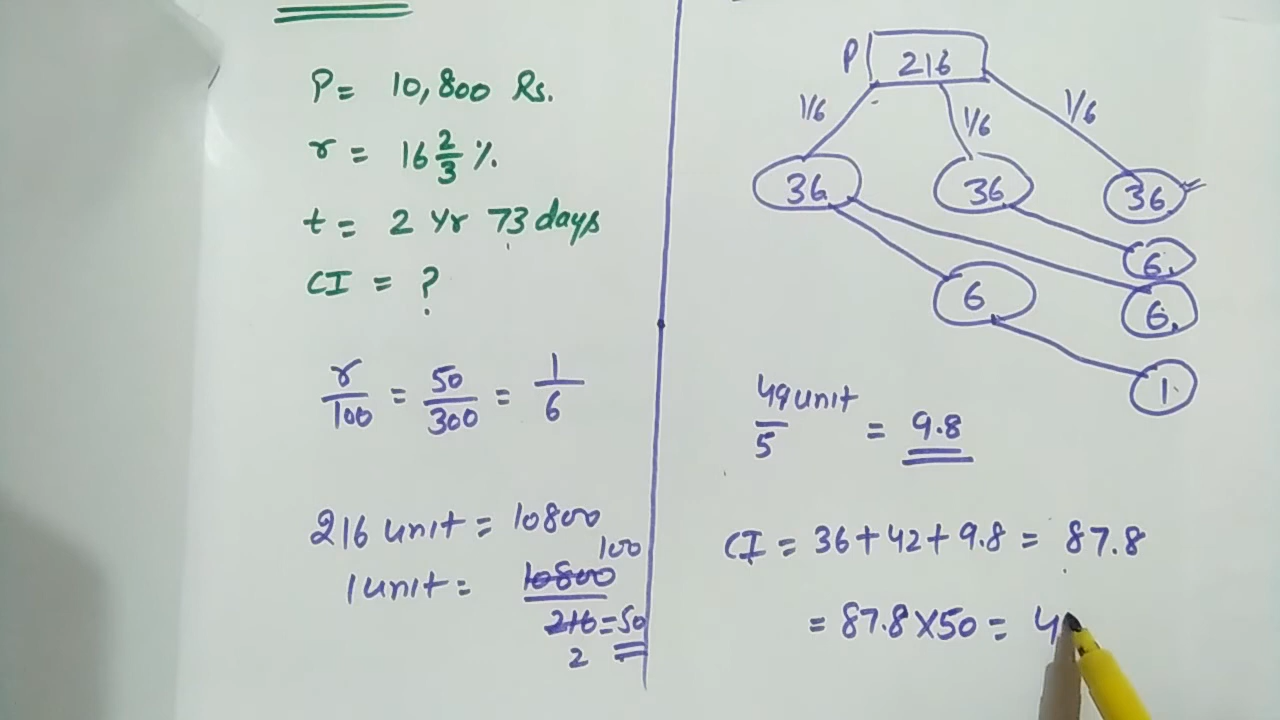 P = 10,800 Rs.
r = 16 2/3 %
t = 2 Yr 73 days
CI = ?
r/100 = 50/300 = 1/6
216 unit = 10800
100
1 unit = 10800/216 = 50
2
P 216
1/6 1/6 1/6
36 36 36
6
6 6
1
49 unit/5 = 9.8
CI = 36 + 42 + 9.8 = 87.8
= 87.8 X 50 = 4